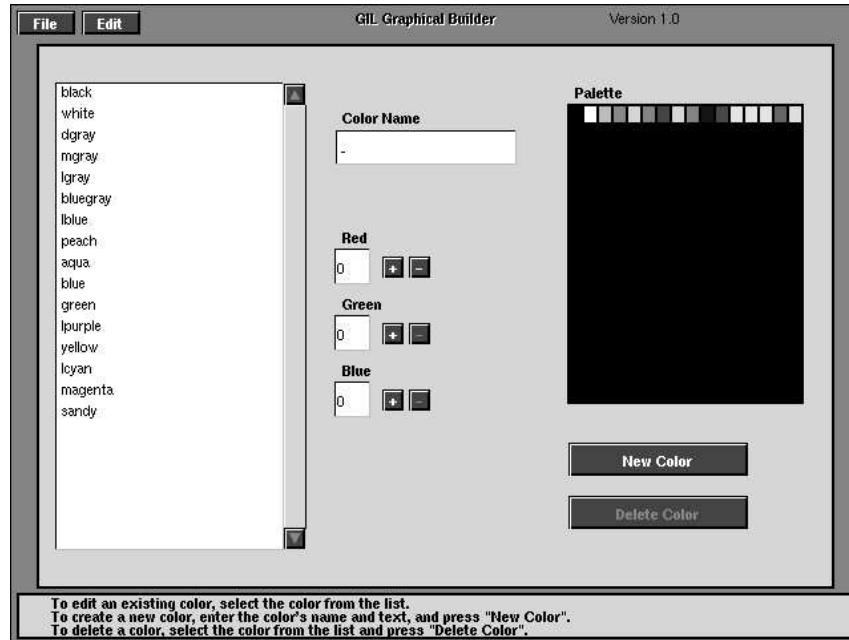 File Edit GIL Graphical Builder Version 1.0
black
white
dgray
mgray
lgray
bluegray
lblue
peach
aqua
blue
green
lpurple
yellow
lcyan
magenta
sandy
Color Name
-
Red
0 + -
Green
0 + -
Blue
0 + -
Palette
New Color
Delete Color
To edit an existing color, select the color from the list.
To create a new color, enter the color's name and text, and press "New Color".
To delete a color, select the color from the list and press "Delete Color".